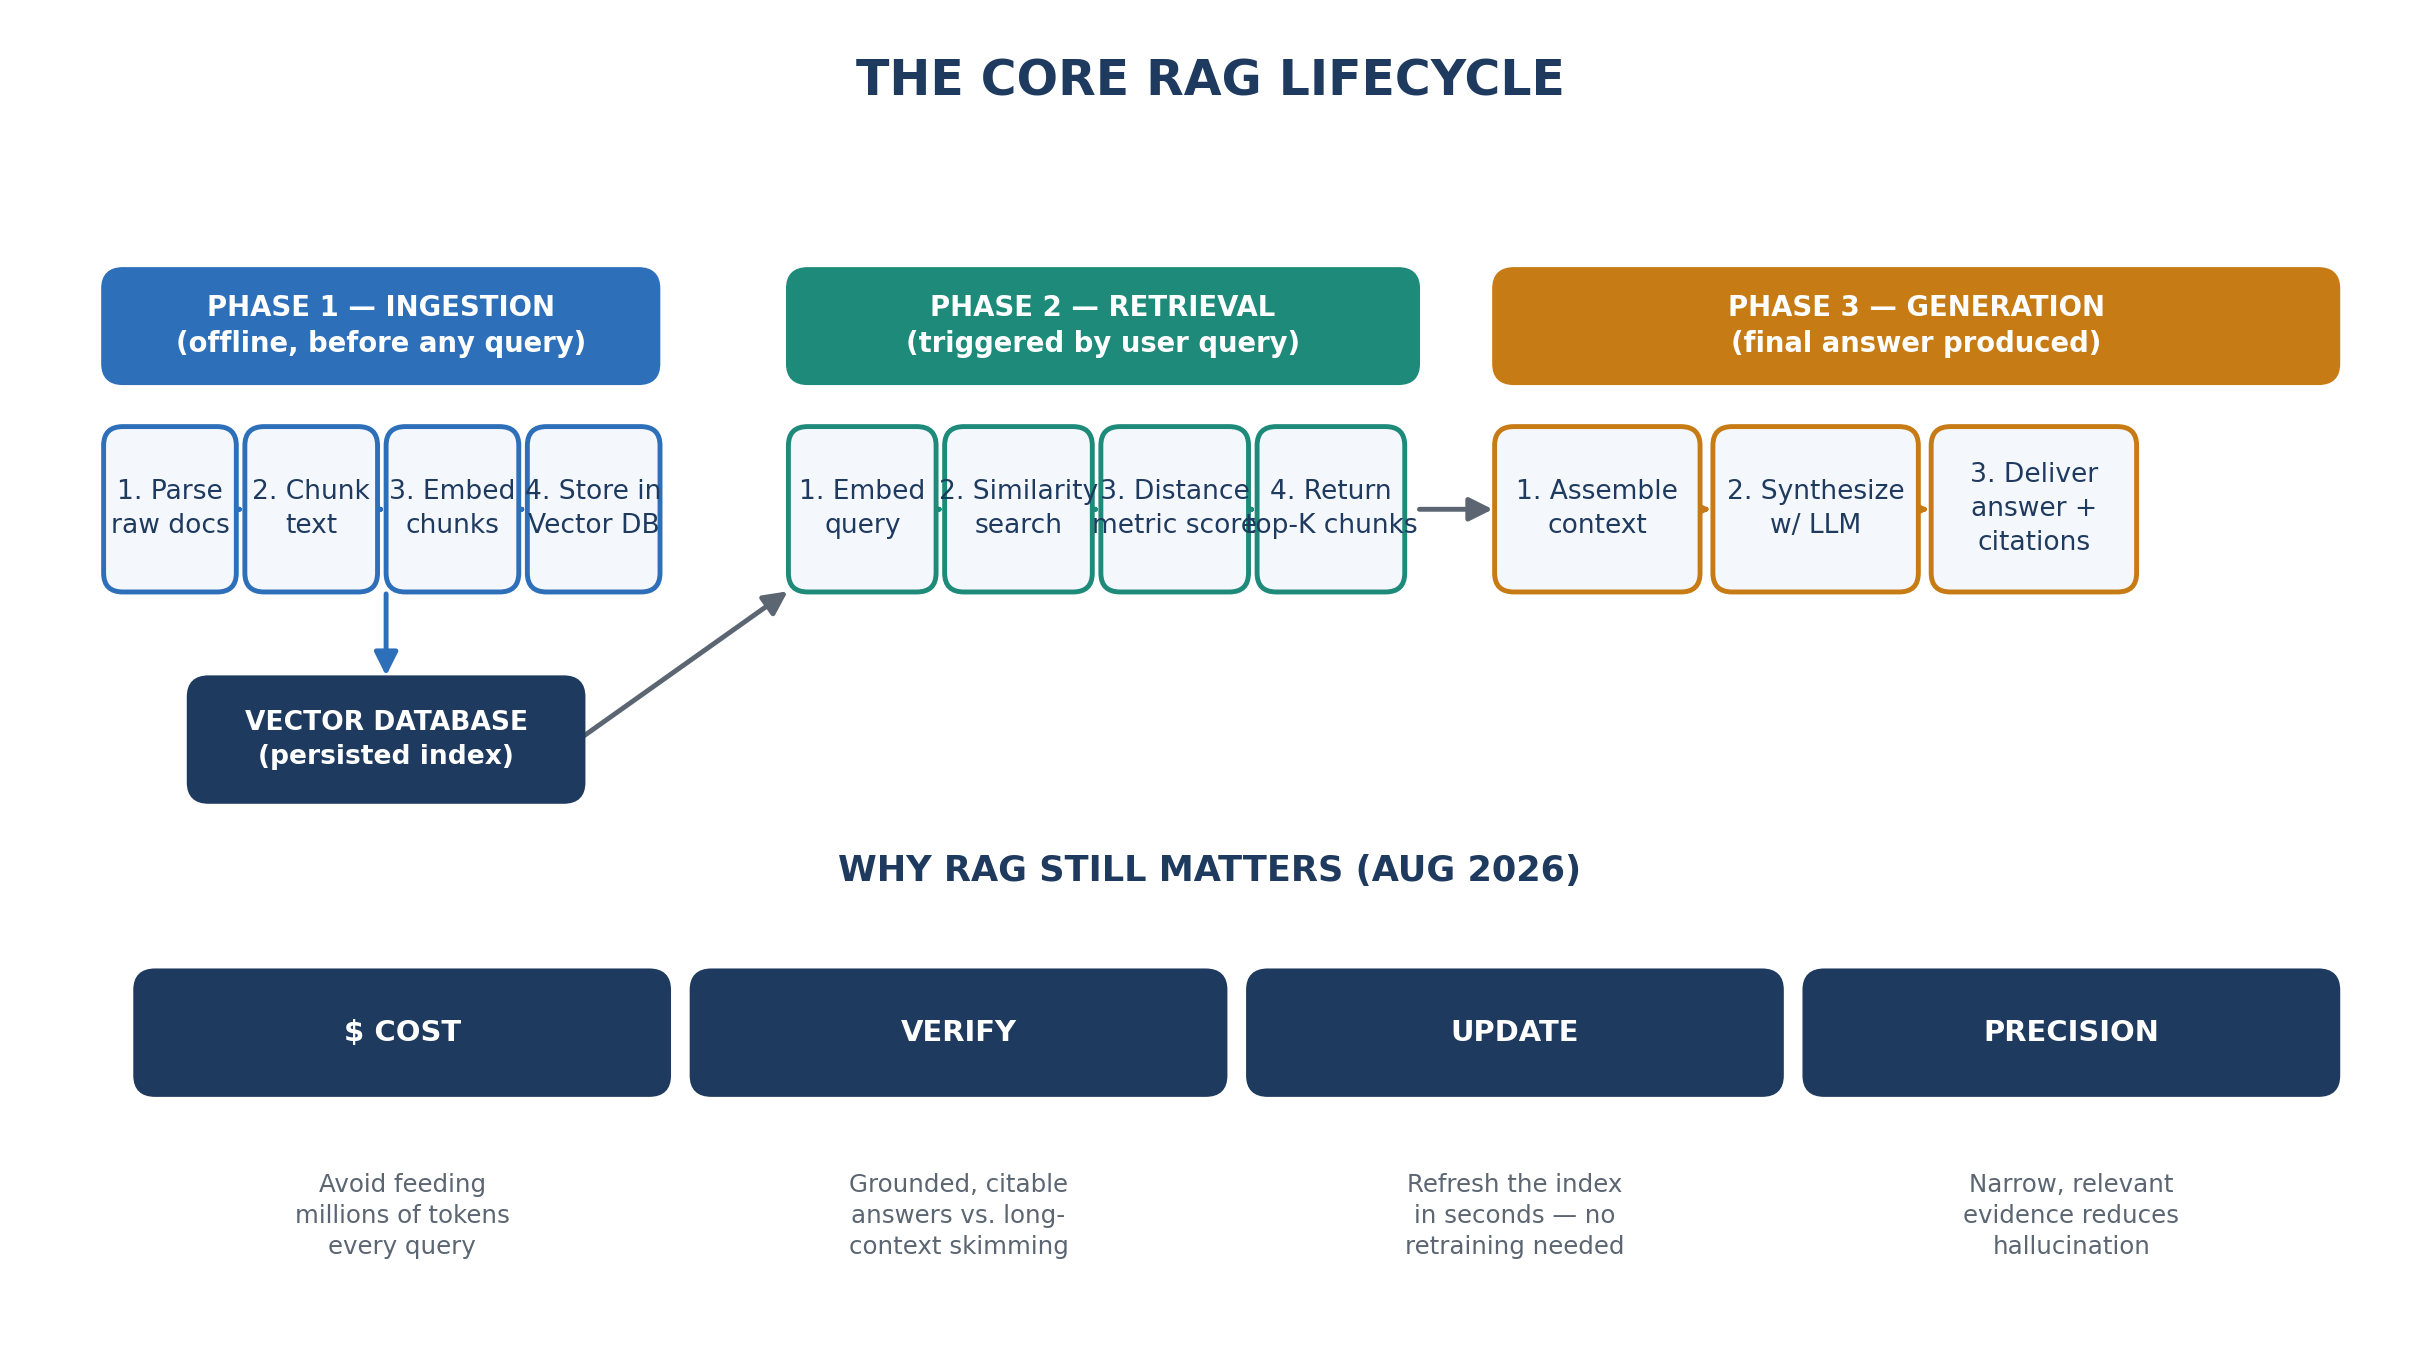 THE CORE RAG LIFECYCLE
PHASE 1 — INGESTION
(offline, before any query)
1. Parse
raw docs
2. Chunk
text
3. Embed
chunks
4. Store in
Vector DB
VECTOR DATABASE
(persisted index)
PHASE 2 — RETRIEVAL
(triggered by user query)
1. Embed
query
2. Similarity
search
3. Distance
metric score
4. Return
top-K chunks
PHASE 3 — GENERATION
(final answer produced)
1. Assemble
context
2. Synthesize
w/ LLM
3. Deliver
answer +
citations
WHY RAG STILL MATTERS (AUG 2026)
$ COST
Avoid feeding
millions of tokens
every query
VERIFY
Grounded, citable
answers vs. long-
context skimming
UPDATE
Refresh the index
in seconds — no
retraining needed
PRECISION
Narrow, relevant
evidence reduces
hallucination